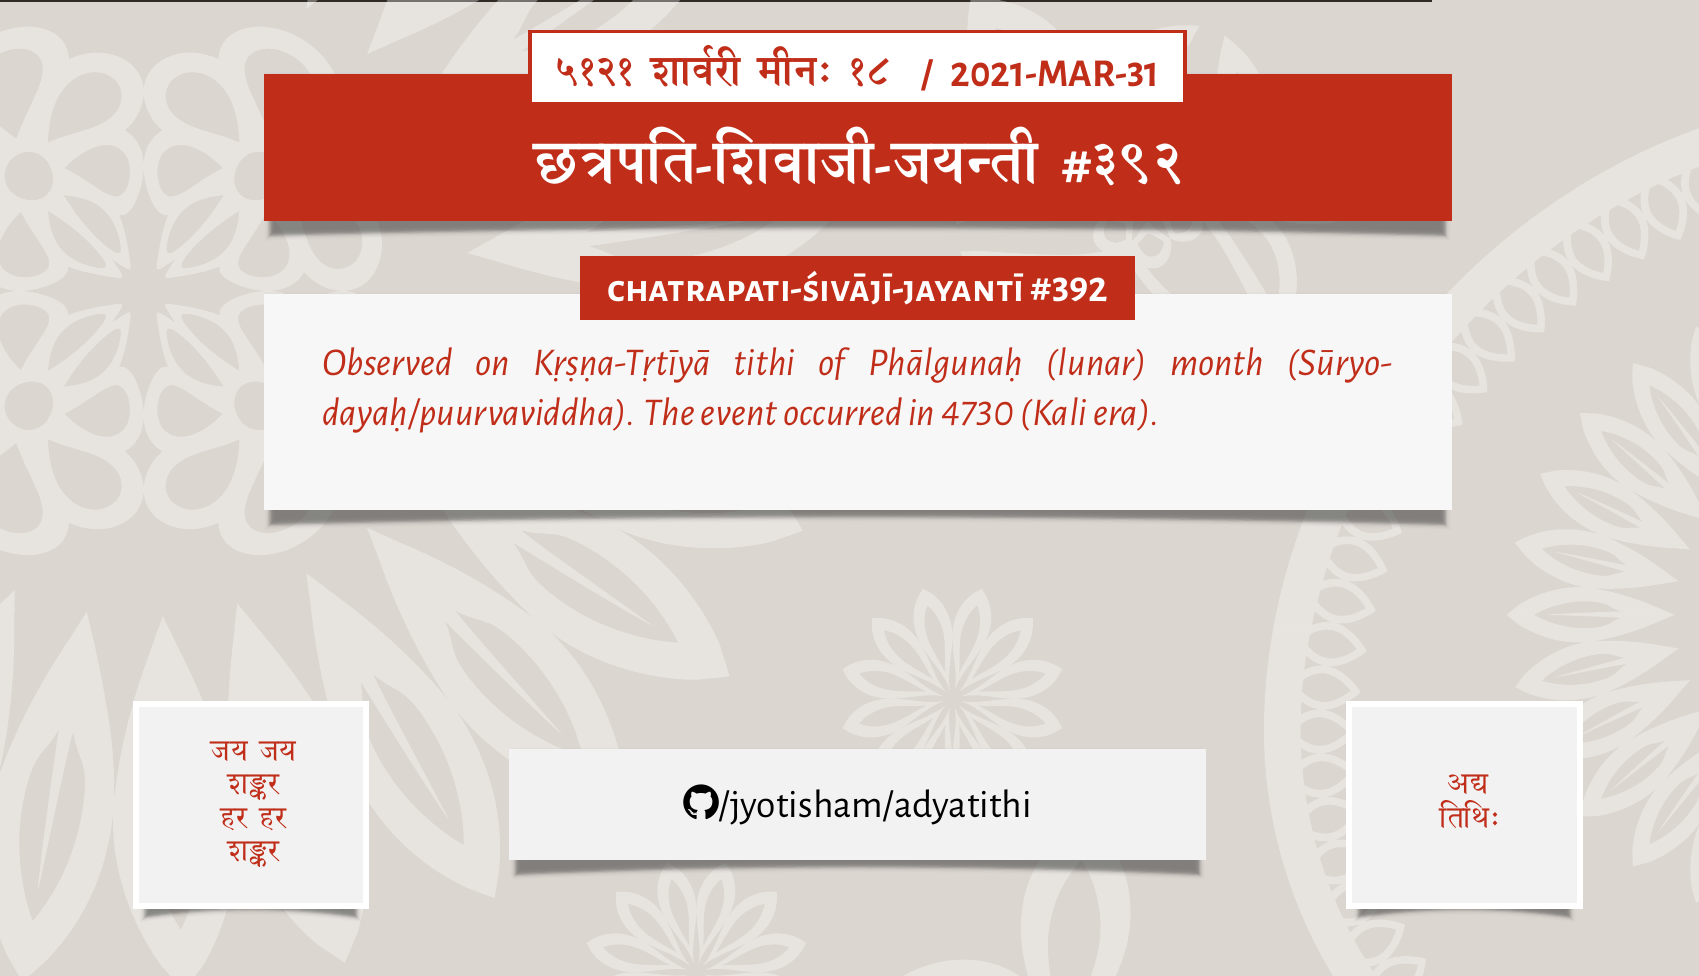 ५१२१ शार्वरी मीनः १८ / 2021-MAR-31
छत्रपति-शिवाजी-जयन्ती #३९२
CHATRAPATI-ŚIVĀJĪ-JAYANTĪ #392
Observed on Kṛṣṇa-Tṛtīyā tithi of Phālgunaḥ (lunar) month (Sūryo-
dayaḥ/puurvaviddha). The event occurred in 4730 (Kali era).
जय जय
शङ्कर
हर हर
शङ्कर
/jyotisham/adyatithi
अद्य
तिथिः